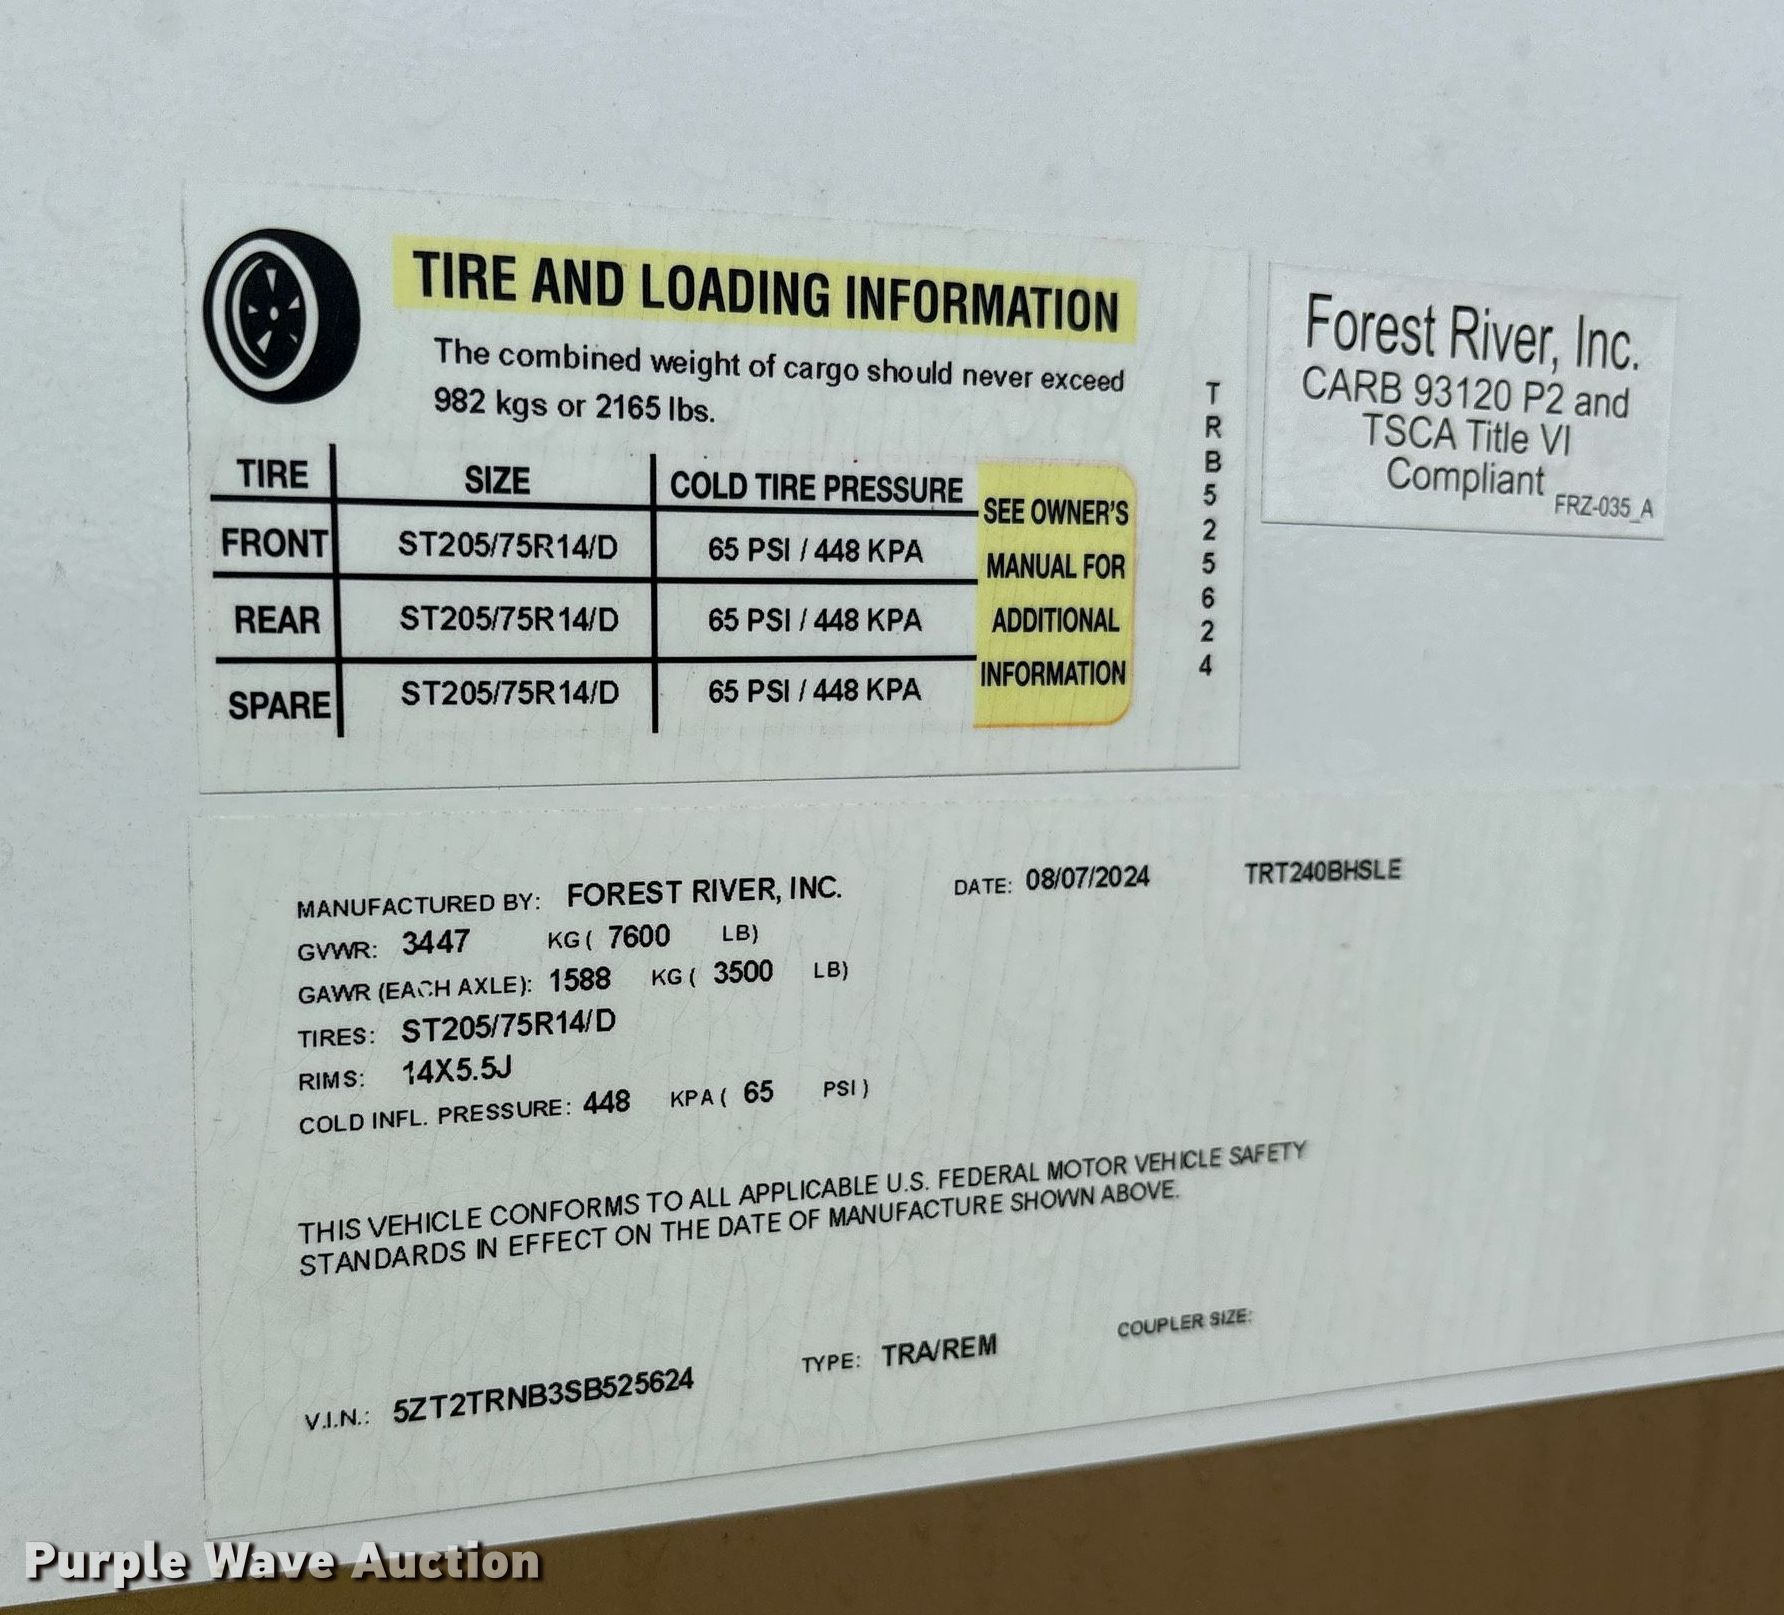 TIRE AND LOADING INFORMATION
The combined weight of cargo should never exceed
982 kgs or 2165 lbs.
TIRE SIZE COLD TIRE PRESSURE
FRONT ST205/75R14/D 65 PSI / 448 KPA
REAR ST205/75R14/D 65 PSI / 448 KPA
SPARE ST205/75R14/D 65 PSI / 448 KPA
SEE OWNER'S
MANUAL FOR
ADDITIONAL
INFORMATION
TRB525624
Forest River, Inc.
CARB 93120 P2 and
TSCA Title VI
Compliant
FRZ-035_A
MANUFACTURED BY: FOREST RIVER, INC. DATE: 08/07/2024 TRT240BHSLE
GVWR: 3447 KG ( 7600 LB)
GAWR (EACH AXLE): 1588 KG ( 3500 LB)
TIRES: ST205/75R14/D
RIMS: 14X5.5J
COLD INFL. PRESSURE: 448 KPA ( 65 PSI )
THIS VEHICLE CONFORMS TO ALL APPLICABLE U.S. FEDERAL MOTOR VEHICLE SAFETY
STANDARDS IN EFFECT ON THE DATE OF MANUFACTURE SHOWN ABOVE.
V.I.N.: 5ZT2TRNB3SB525624 TYPE: TRA/REM COUPLER SIZE:
Purple Wave Auction